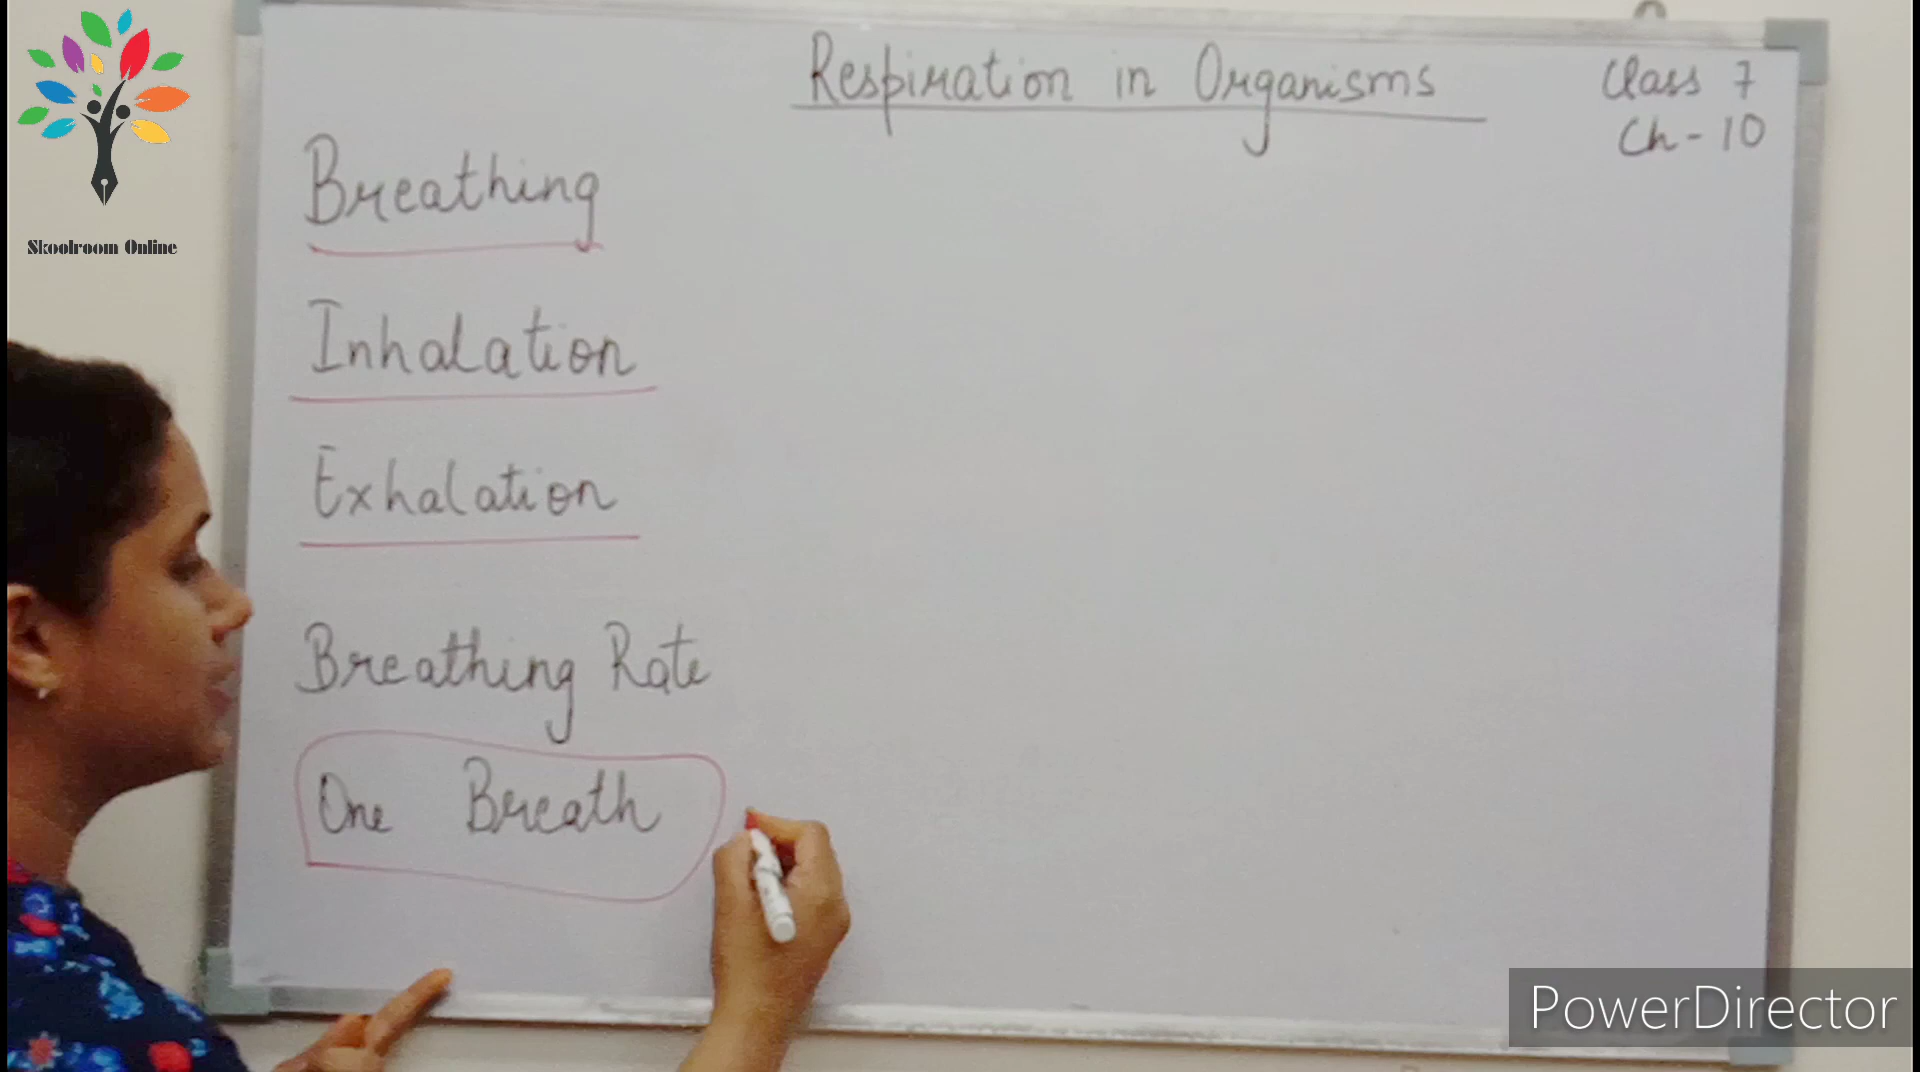 Respiration in Organisms
Class 7
Ch - 10
Breathing
Inhalation
Exhalation
Breathing Rate
One Breath
Skoolroom Online
PowerDirector